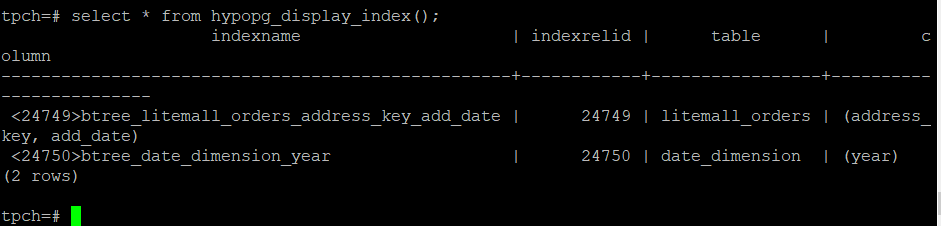 tpch=# select * from hypopg_display_index();
                     indexname                     | indexrelid |      table      |         c
olumn
---------------------------------------------------+------------+-----------------+----------
---------------
 <24749>btree_litemall_orders_address_key_add_date |      24749 | litemall_orders | (address_
key, add_date)
 <24750>btree_date_dimension_year                  |      24750 | date_dimension  | (year)
(2 rows)
tpch=#